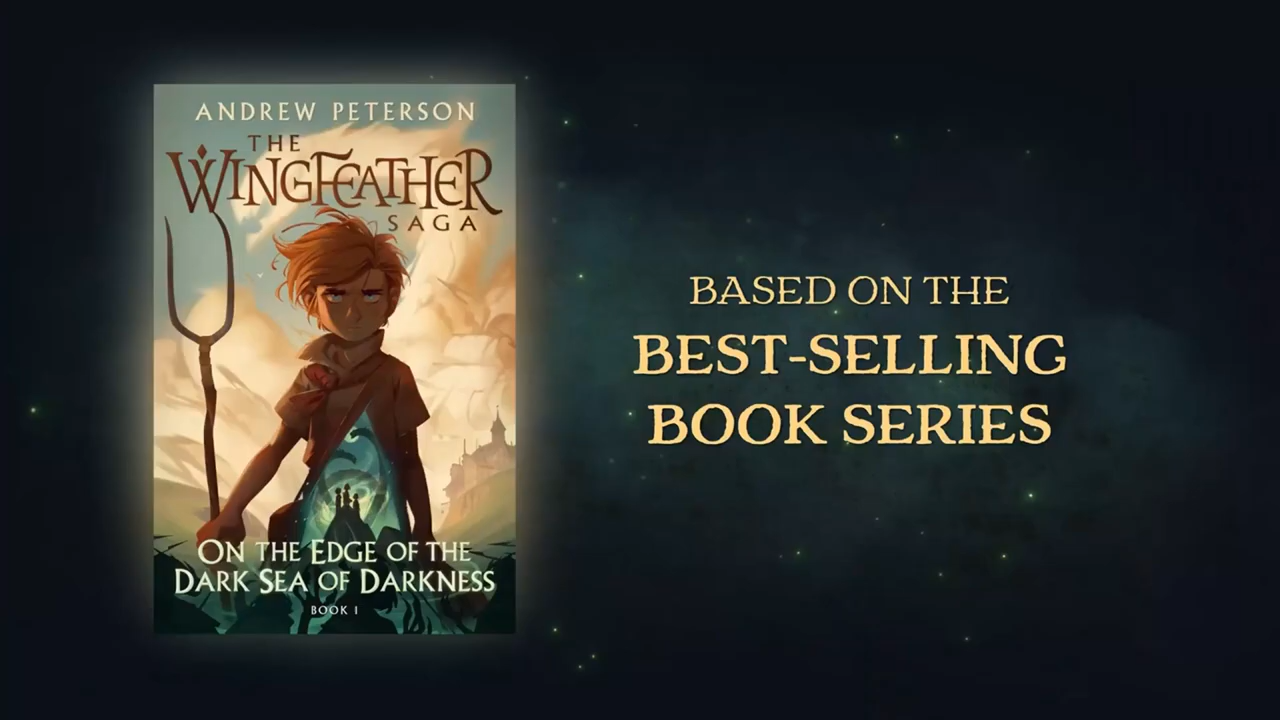 ANDREW PETERSON
THE
WINGFEATHER
SAGA
ON THE EDGE OF THE
DARK SEA OF DARKNESS
BOOK 1
BASED ON THE
BEST-SELLING
BOOK SERIES